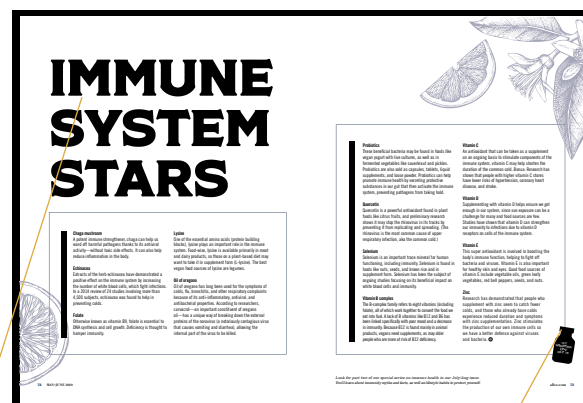 IMMUNE
SYSTEM
STARS
Chaga mushroom
A potent immune strengthener, chaga can help us
ward off harmful pathogens thanks to its antiviral
activity—without toxic side effects. It can also help
reduce inflammation in the body.
Echinacea
Extracts of the herb echinacea have demonstrated a
positive effect on the immune system by increasing
the number of white blood cells, which fight infections.
In a 2014 review of 24 studies involving more than
4,500 subjects, echinacea was found to help in
preventing colds.
Folate
Otherwise known as vitamin B9, folate is essential to
DNA synthesis and cell growth. Deficiency is thought to
hamper immunity.
Lysine
One of the essential amino acids (protein building
blocks), lysine plays an important role in the immune
system. Food-wise, lysine is available primarily in meat
and dairy products, so those on a plant-based diet may
want to take it in supplement form (L-lysine). The best
vegan food sources of lysine are legumes.
Oil of oregano
Oil of oregano has long been used for the symptoms of
colds, flu, bronchitis, and other respiratory complaints
because of its anti-inflammatory, antiviral, and
antibacterial properties. According to researchers,
carvacrol—an important constituent of oregano
oil—has a unique way of breaking down the external
proteins of the norovirus (a notoriously contagious virus
that causes vomiting and diarrhea), allowing the
internal part of the virus to be killed.
Probiotics
These beneficial bacteria may be found in foods like
vegan yogurt with live cultures, as well as in
fermented vegetables like sauerkraut and pickles.
Probiotics are also sold as capsules, tablets, liquid
supplements, and loose powder. Probiotics can help
promote immune health by secreting protective
substances in our gut that then activate the immune
system, preventing pathogens from taking hold.
Quercetin
Quercetin is a powerful antioxidant found in plant
foods like citrus fruits, and preliminary research
shows it may stop the rhinovirus in its tracks by
preventing it from replicating and spreading. (The
rhinovirus is the most common cause of upper
respiratory infection, aka the common cold.)
Selenium
Selenium is an important trace mineral for human
functioning, including immunity. Selenium is found in
foods like nuts, seeds, and brown rice and in
supplement form. Selenium has been the subject of
ongoing studies focusing on its beneficial impact on
white blood cells and immunity.
Vitamin B complex
The B-complex family refers to eight vitamins (including
folate), all of which work together to convert the food we
eat into fuel. A lack of B vitamins like B12 and B6 has
been linked specifically with poor mood and a decrease
in immunity. Because B12 is found mainly in animal
products, vegans need supplements, as may older
people who are more at risk of B12 deficiency.
Vitamin C
An antioxidant that can be taken as a supplement
on an ongoing basis to stimulate components of the
immune system, vitamin C may help shorten the
duration of the common cold. Bonus: Research has
shown that people with higher vitamin C stores
have lower risks of hypertension, coronary heart
disease, and stroke.
Vitamin D
Supplementing with vitamin D helps ensure we get
enough in our system, since sun exposure can be a
challenge for many and food sources are few.
Studies have shown that vitamin D can strengthen
our immunity to infections due to vitamin D
receptors on cells of the immune system.
Vitamin E
This super antioxidant is involved in boosting the
body's immune function, helping to fight off
bacteria and viruses. Vitamin E is also important
for healthy skin and eyes. Good food sources of
vitamin E include vegetable oils, green leafy
vegetables, red bell peppers, seeds, and nuts.
Zinc
Research has demonstrated that people who
supplement with zinc seem to catch fewer
colds, and those who already have colds
experience reduced duration and symptoms
with zinc supplementation. Zinc stimulates
the production of our own immune cells so
we have a better defence against viruses
and bacteria.
Look for part two of our special series on immune health in our July issue.
You'll learn about immunity myths and facts, as well as lifestyle habits to protect yourself.